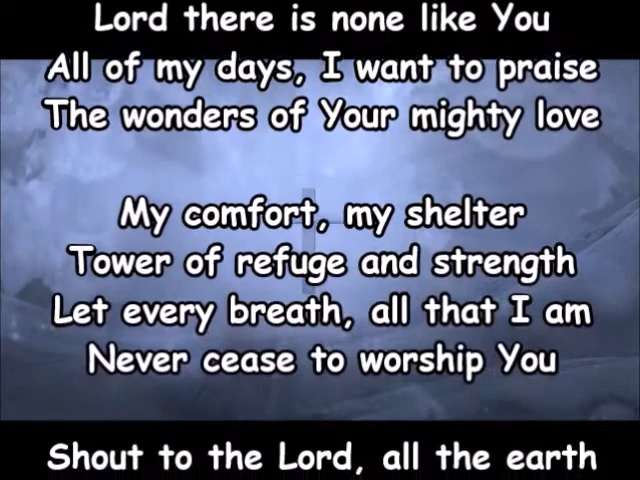 Lord there is none like You
All of my days, I want to praise
The wonders of Your mighty love
My comfort, my shelter
Tower of refuge and strength
Let every breath, all that I am
Never cease to worship You
Shout to the Lord, all the earth